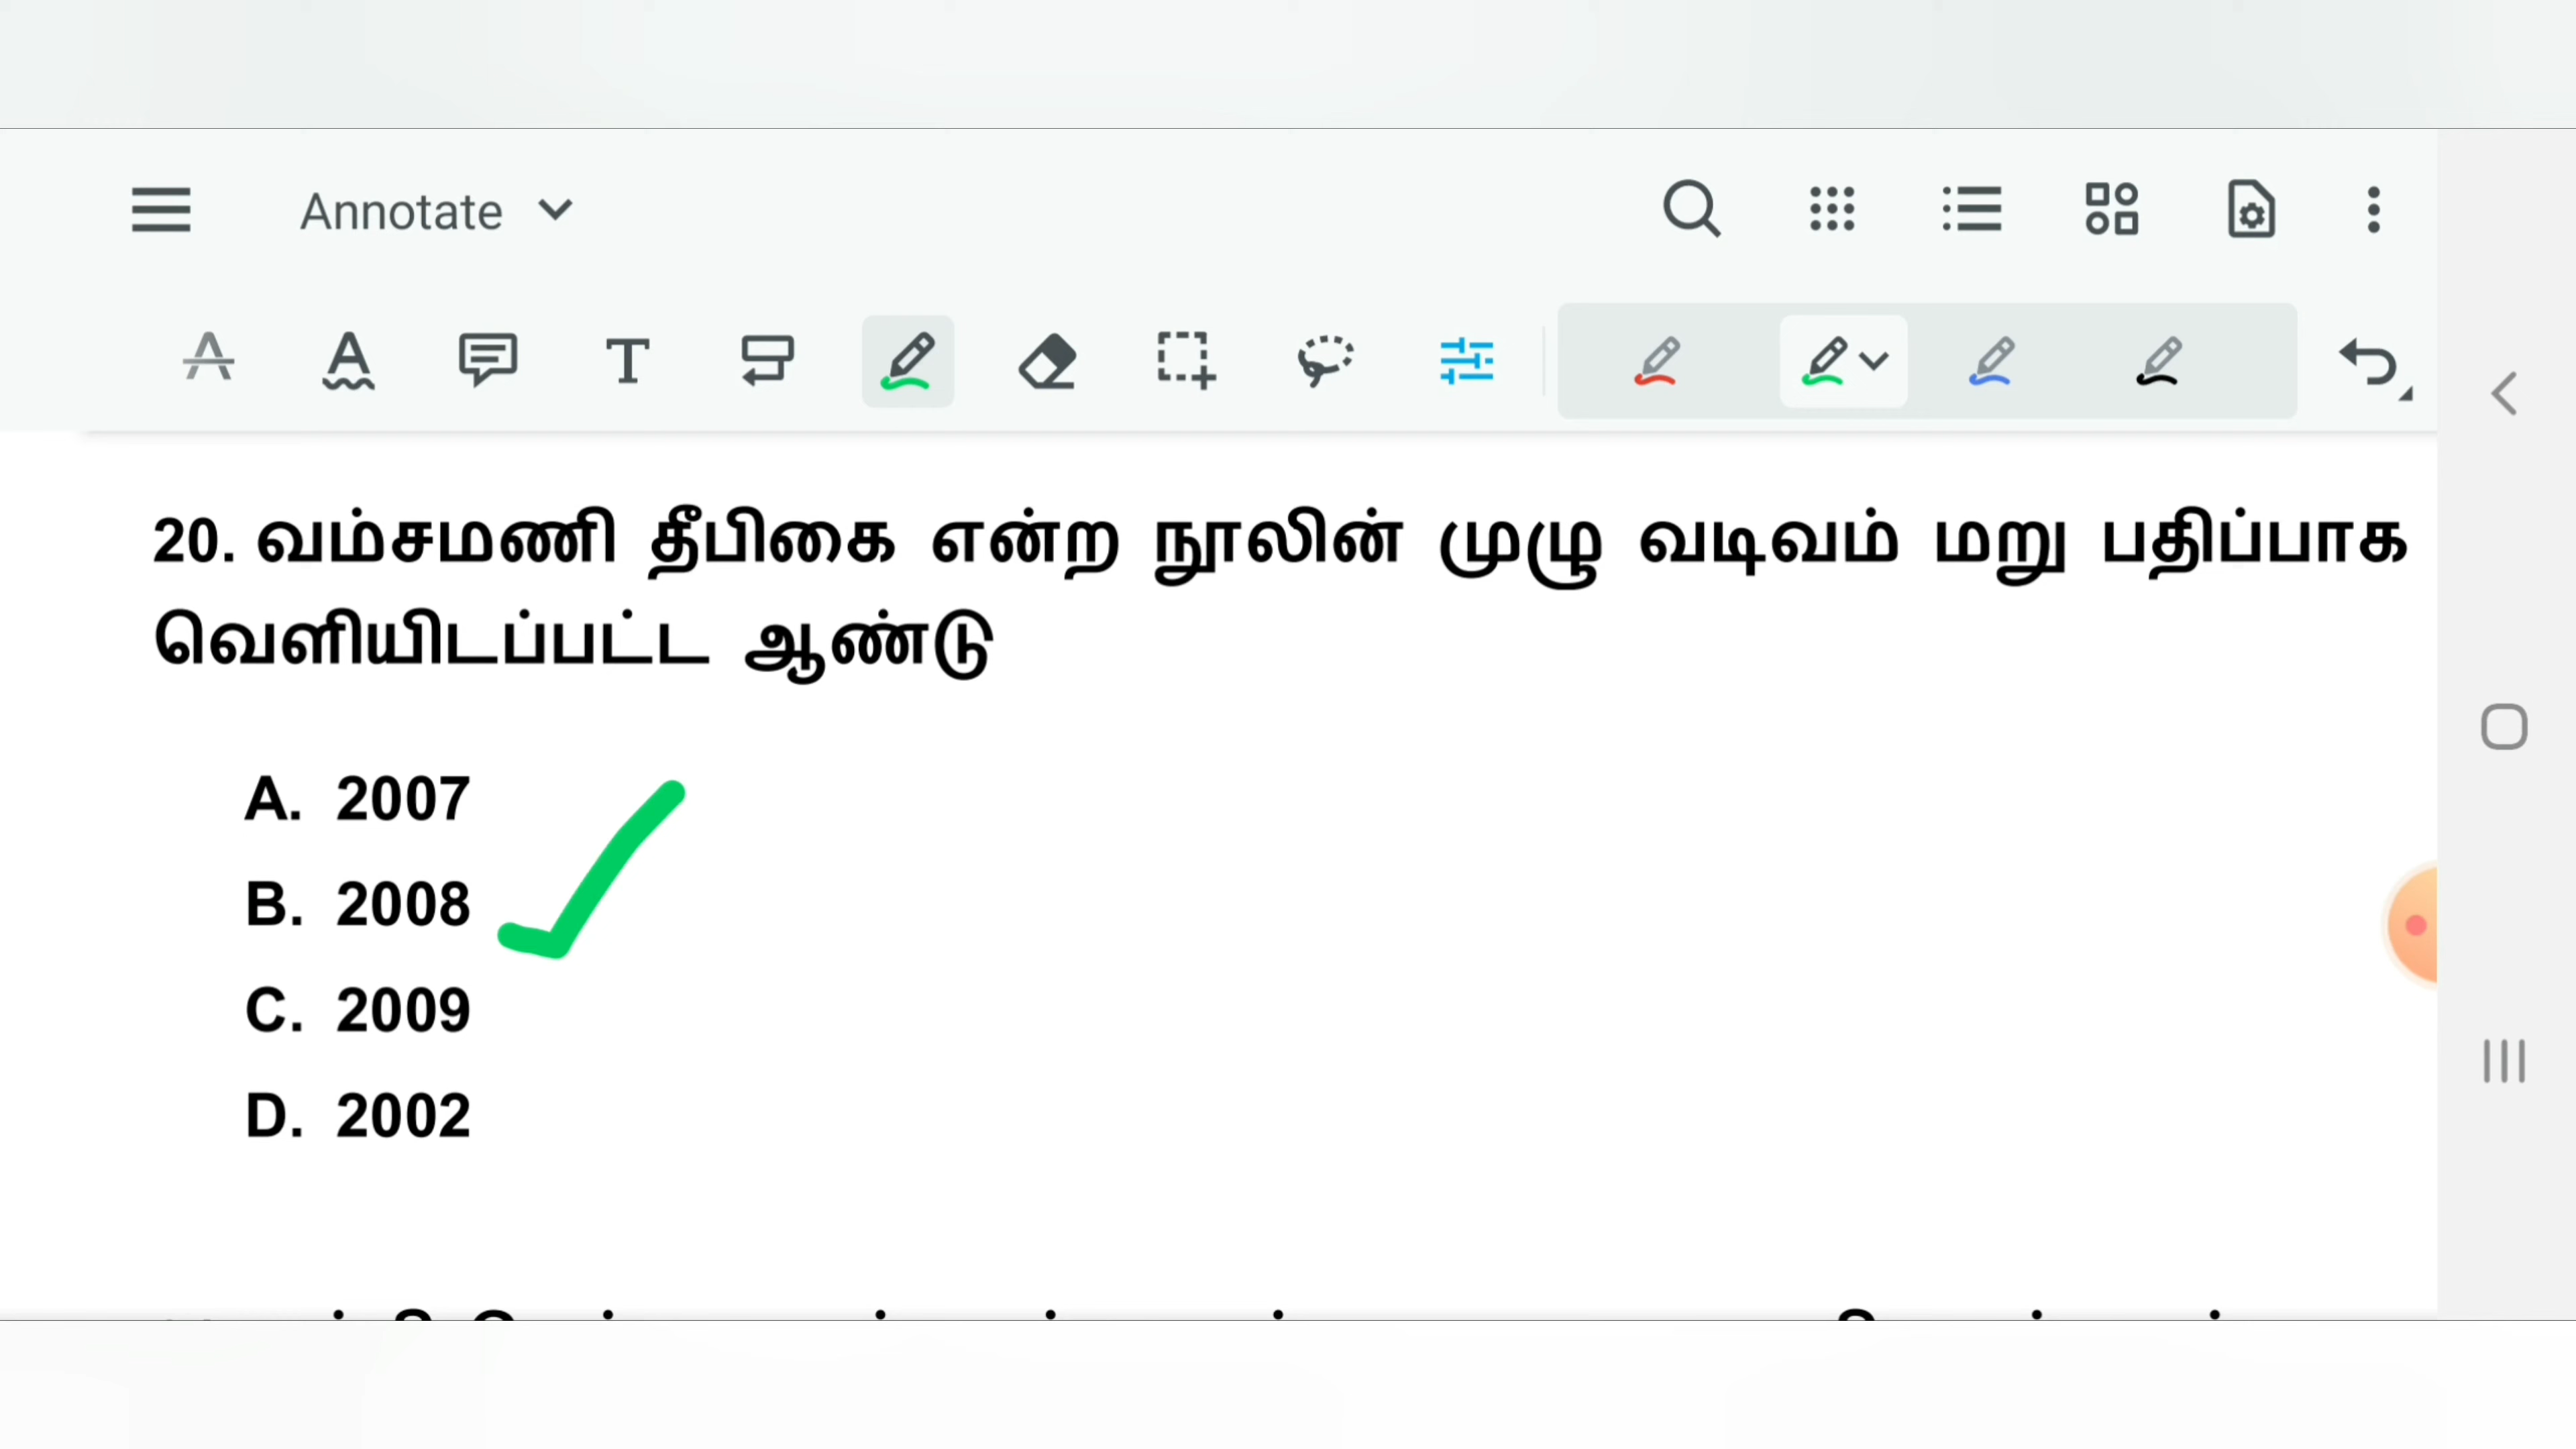 Annotate
20. வம்சமணி தீபிகை என்ற நூலின் முழு வடிவம் மறு பதிப்பாக
வெளியிடப்பட்ட ஆண்டு
A. 2007
B. 2008
C. 2009
D. 2002